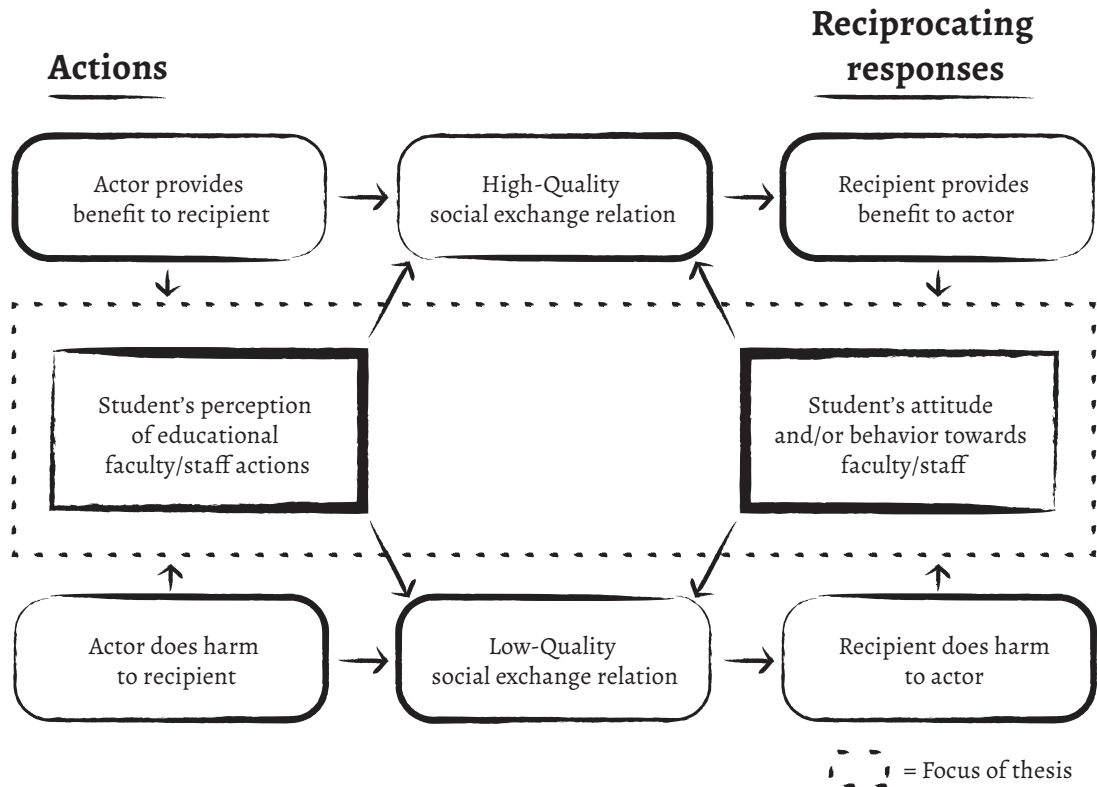 Actions
Reciprocating
responses
Actor provides
benefit to recipient
High-Quality
social exchange relation
Recipient provides
benefit to actor
Student’s perception
of educational
faculty/staff actions
Student’s attitude
and/or behavior towards
faculty/staff
Actor does harm
to recipient
Low-Quality
social exchange relation
Recipient does harm
to actor
= Focus of thesis